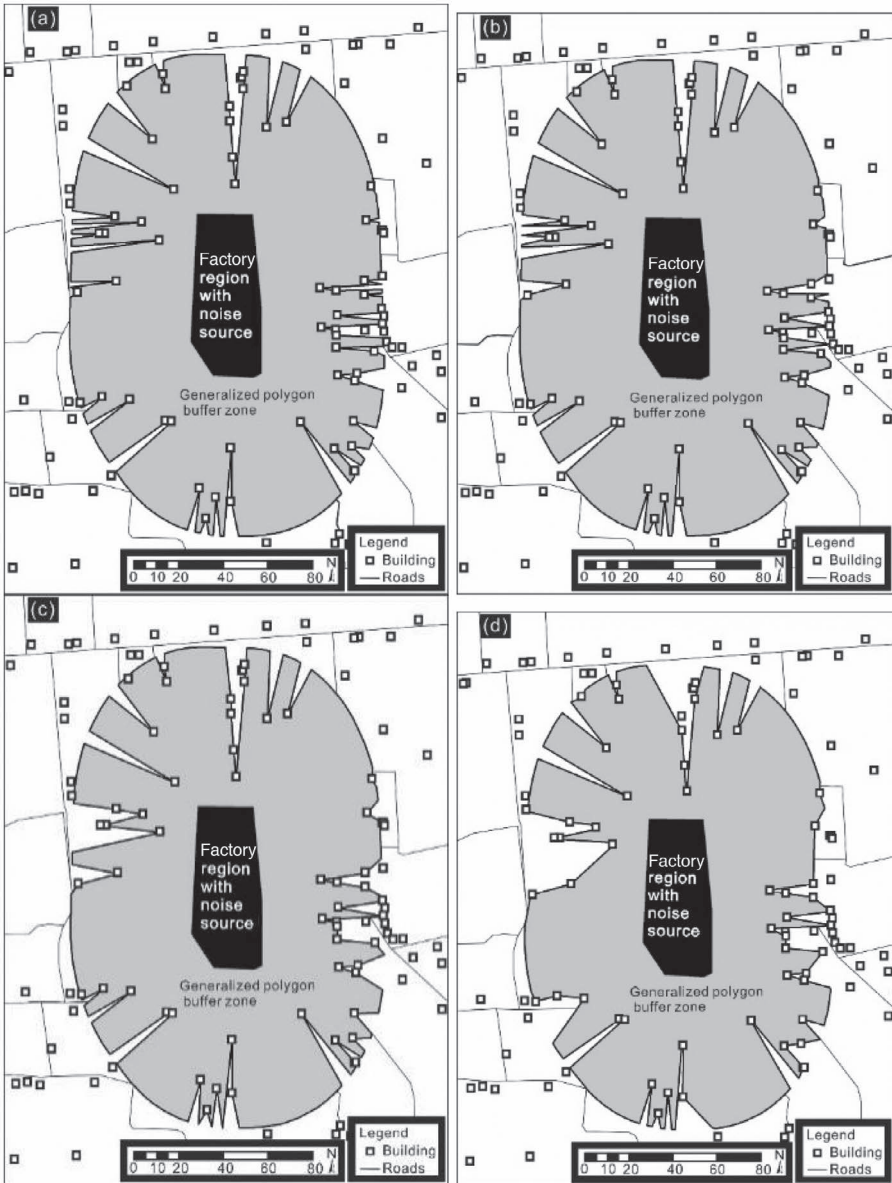 (a)
Factory
region
with
noise
source
Generalized polygon
buffer zone
Legend
Building
Roads
0 10 20 40 60 80 N
(b)
Factory
region
with
noise
source
Generalized polygon
buffer zone
Legend
Building
Roads
0 10 20 40 60 80 N
(c)
Factory
region
with
noise
source
Generalized polygon
buffer zone
Legend
Building
Roads
0 10 20 40 60 80 N
(d)
Factory
region
with
noise
source
Generalized polygon
buffer zone
Legend
Building
Roads
0 10 20 40 60 80 N